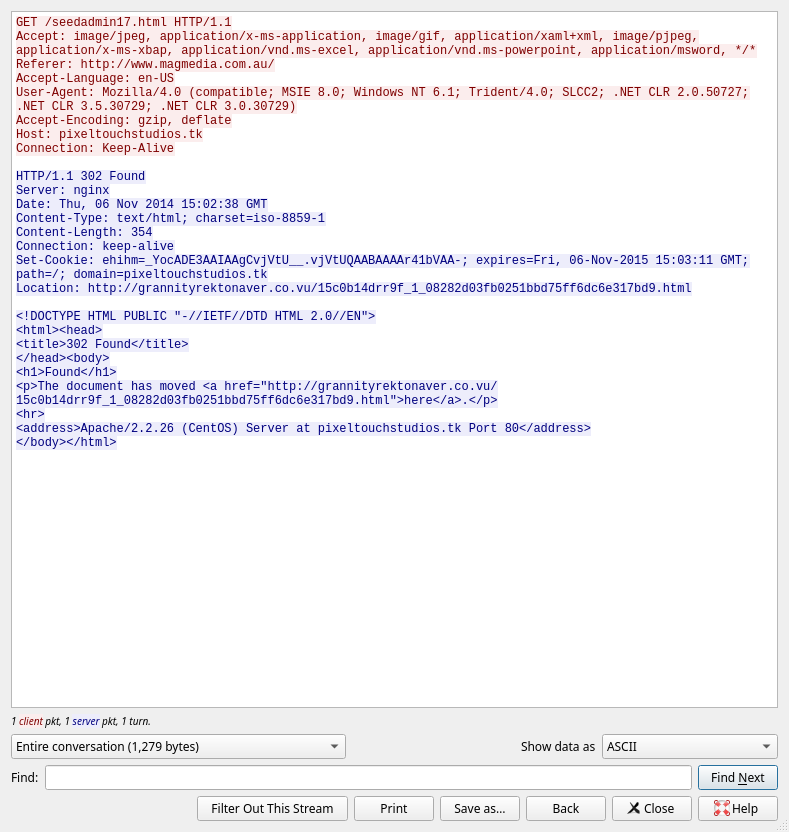 GET /seedadmin17.html HTTP/1.1
Accept: image/jpeg, application/x-ms-application, image/gif, application/xaml+xml, image/pjpeg,
application/x-ms-xbap, application/vnd.ms-excel, application/vnd.ms-powerpoint, application/msword, */*
Referer: http://www.magmedia.com.au/
Accept-Language: en-US
User-Agent: Mozilla/4.0 (compatible; MSIE 8.0; Windows NT 6.1; Trident/4.0; SLCC2; .NET CLR 2.0.50727;
.NET CLR 3.5.30729; .NET CLR 3.0.30729)
Accept-Encoding: gzip, deflate
Host: pixeltouchstudios.tk
Connection: Keep-Alive
HTTP/1.1 302 Found
Server: nginx
Date: Thu, 06 Nov 2014 15:02:38 GMT
Content-Type: text/html; charset=iso-8859-1
Content-Length: 354
Connection: keep-alive
Set-Cookie: ehihm=_YocADE3AAIAAgCvjVtU__.vjVtUQAABAAAAr41bVAA-; expires=Fri, 06-Nov-2015 15:03:11 GMT;
path=/; domain=pixeltouchstudios.tk
Location: http://grannityrektonaver.co.vu/15c0b14drr9f_1_08282d03fb0251bbd75ff6dc6e317bd9.html
<!DOCTYPE HTML PUBLIC "-//IETF//DTD HTML 2.0//EN">
<html><head>
<title>302 Found</title>
</head><body>
<h1>Found</h1>
<p>The document has moved <a href="http://grannityrektonaver.co.vu/
15c0b14drr9f_1_08282d03fb0251bbd75ff6dc6e317bd9.html">here</a>.</p>
<hr>
<address>Apache/2.2.26 (CentOS) Server at pixeltouchstudios.tk Port 80</address>
</body></html>
1 client pkt, 1 server pkt, 1 turn.
Entire conversation (1,279 bytes) Show data as ASCII
Find: Find Next
Filter Out This Stream Print Save as... Back Close Help